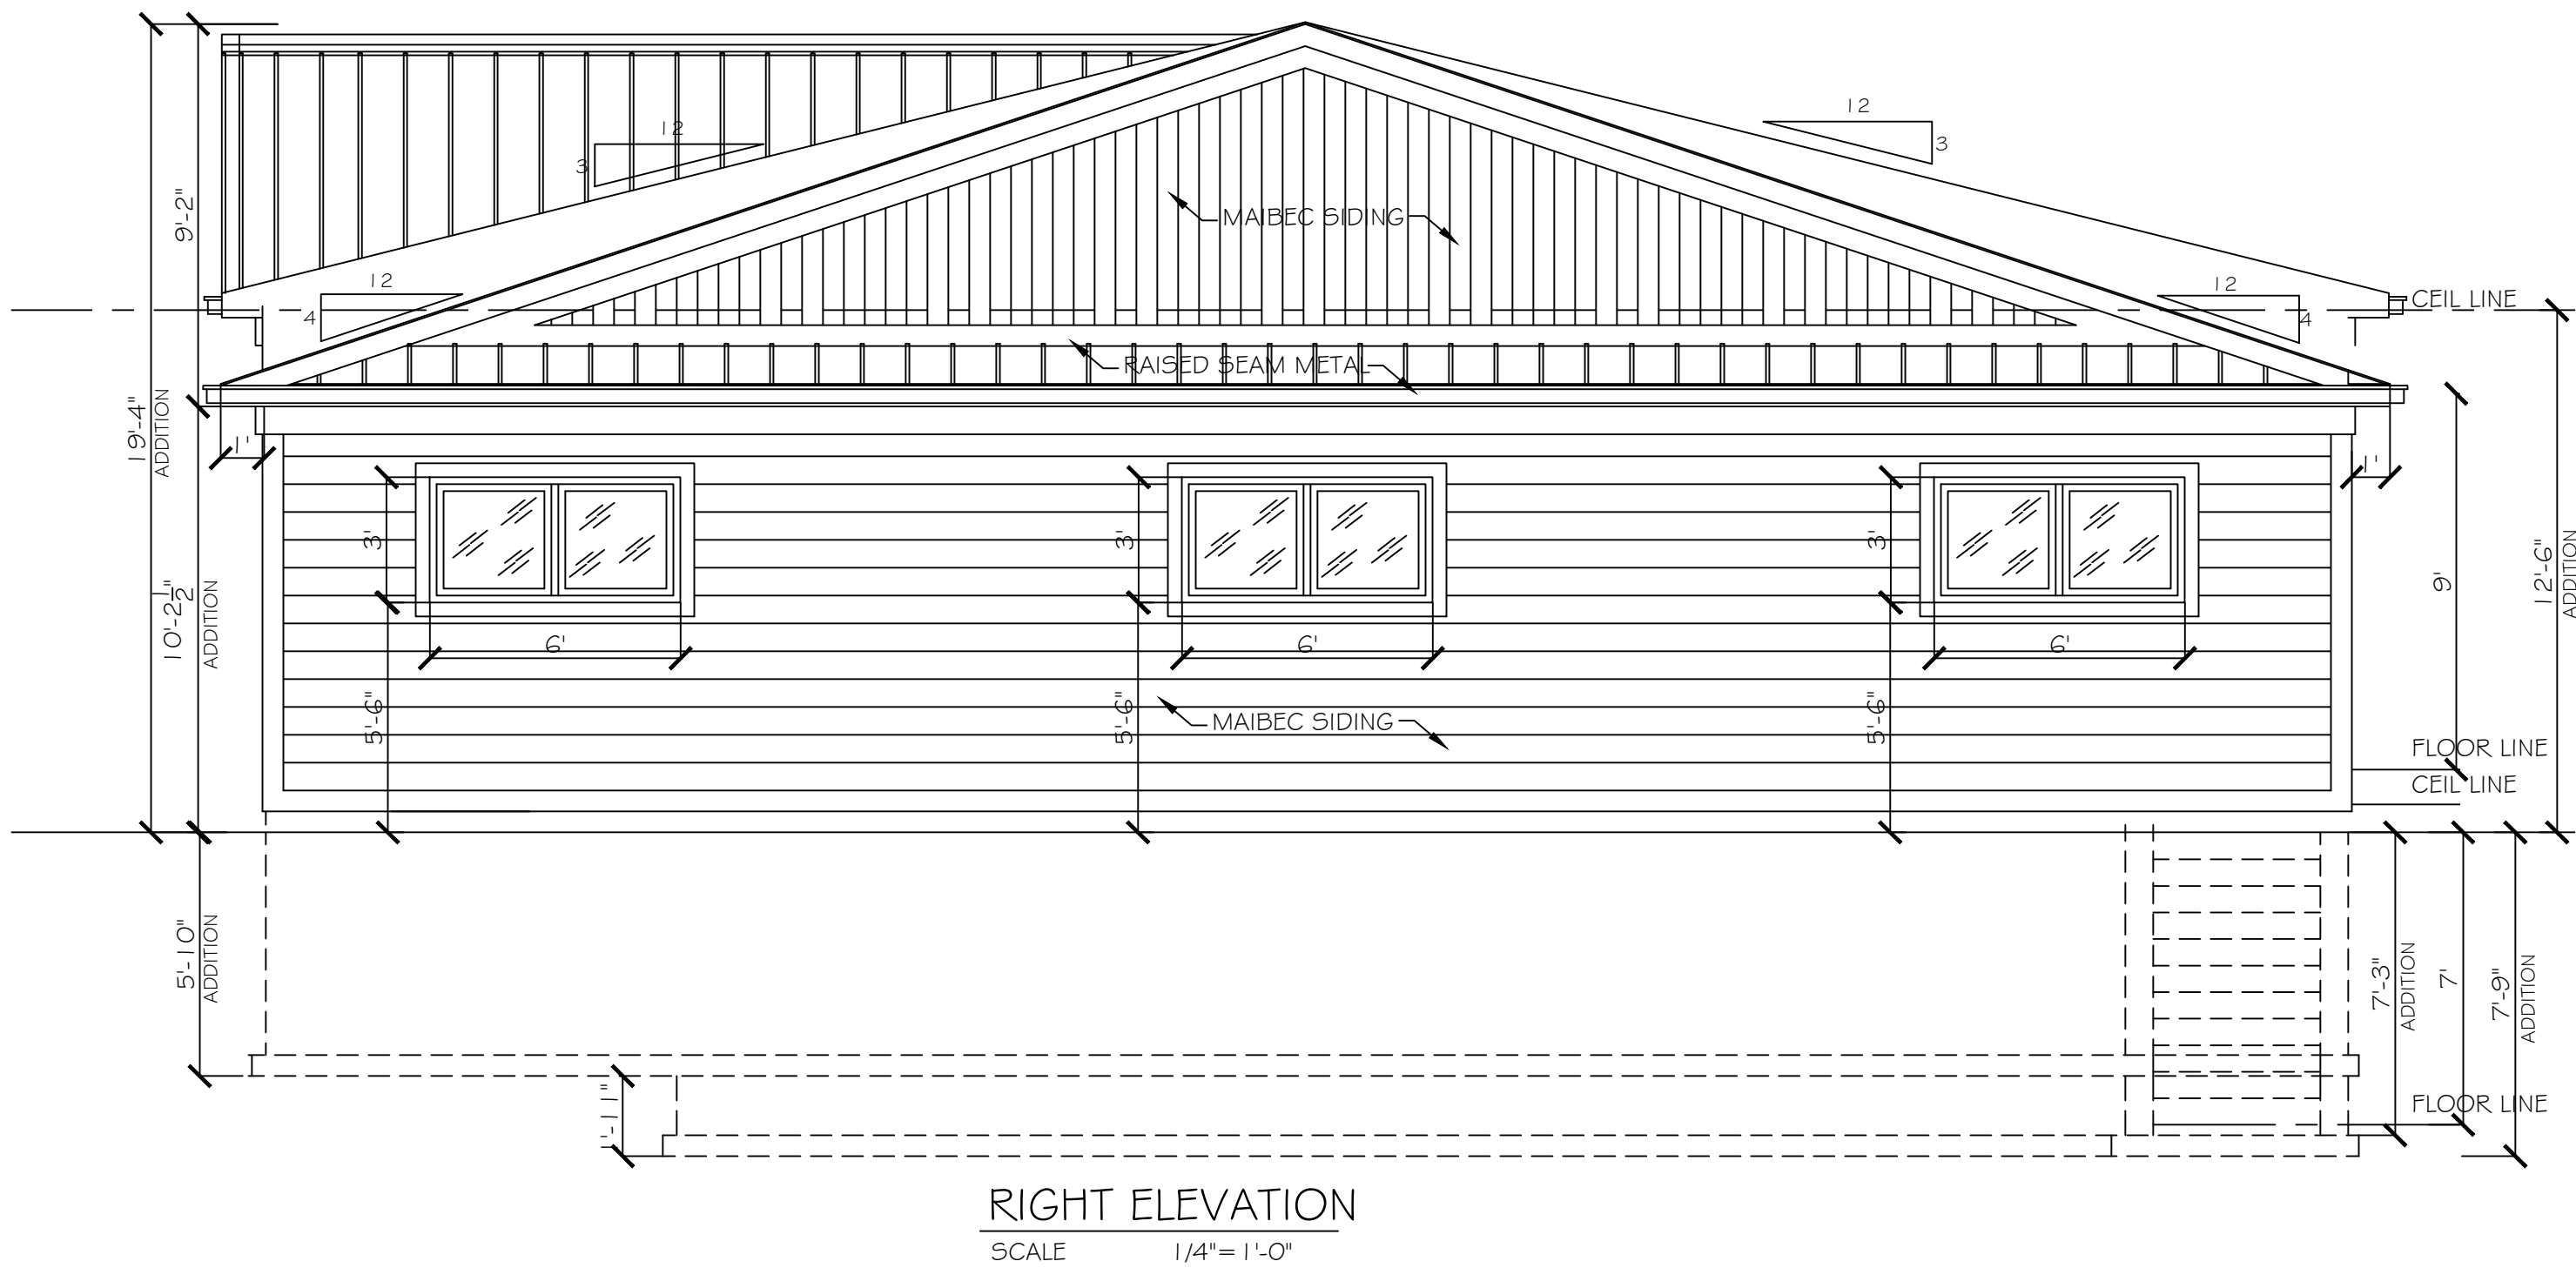 12
12
3
3
9'-2"
MAIBEC SIDING
12
12
CEIL LINE
4
4
RAISED SEAM METAL
19'-4"
ADDITION
1'
1'
3'
3'
3'
9'
12'-6"
ADDITION
10'-2 1/2"
ADDITION
6'
6'
6'
5'-6"
5'-6"
5'-6"
MAIBEC SIDING
FLOOR LINE
CEIL LINE
5'-10"
ADDITION
7'-3"
ADDITION
7'
7'-9"
ADDITION
1'-11"
FLOOR LINE
RIGHT ELEVATION
SCALE 1/4"= 1'-0"